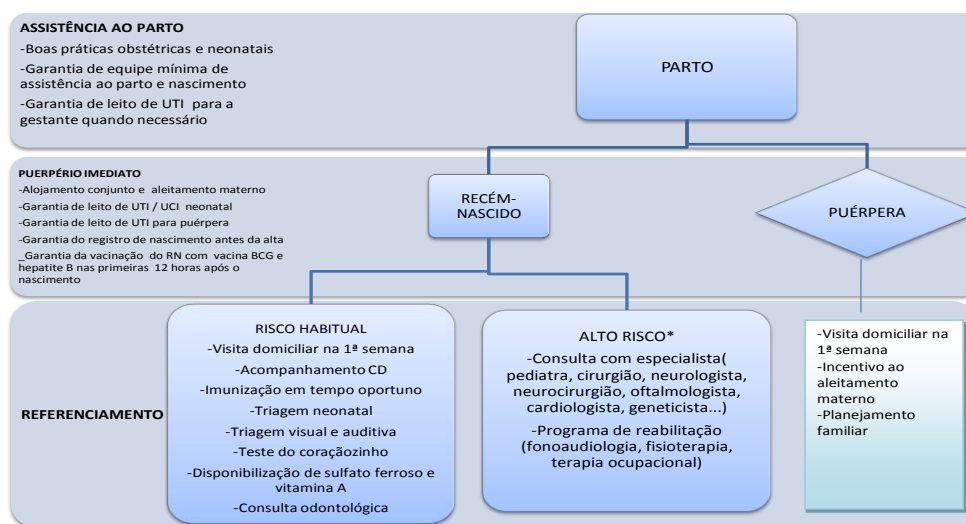 ASSISTÊNCIA AO PARTO
-Boas práticas obstétricas e neonatais
-Garantia de equipe mínima de
assistência ao parto e nascimento
-Garantia de leito de UTI para a
gestante quando necessário
PARTO
PUERPÉRIO IMEDIATO
-Alojamento conjunto e aleitamento materno
-Garantia de leito de UTI / UCI neonatal
-Garantia de leito de UTI para puérpera
-Garantia do registro de nascimento antes da alta
_Garantia da vacinação do RN com vacina BCG e
hepatite B nas primeiras 12 horas após o
nascimento
RECÉM-
NASCIDO
PUÉRPERA
REFERENCIAMENTO
RISCO HABITUAL
-Visita domiciliar na 1ª semana
-Acompanhamento CD
-Imunização em tempo oportuno
-Triagem neonatal
-Triagem visual e auditiva
-Teste do coraçãozinho
-Disponibilização de sulfato ferroso e
vitamina A
-Consulta odontológica
ALTO RISCO*
-Consulta com especialista(
pediatra, cirurgião, neurologista,
neurocirurgião, oftalmologista,
cardiologista, geneticista...)
-Programa de reabilitação
(fonoaudiologia, fisioterapia,
terapia ocupacional)
-Visita domiciliar na
1ª semana
-Incentivo ao
aleitamento
materno
-Planejamento
familiar